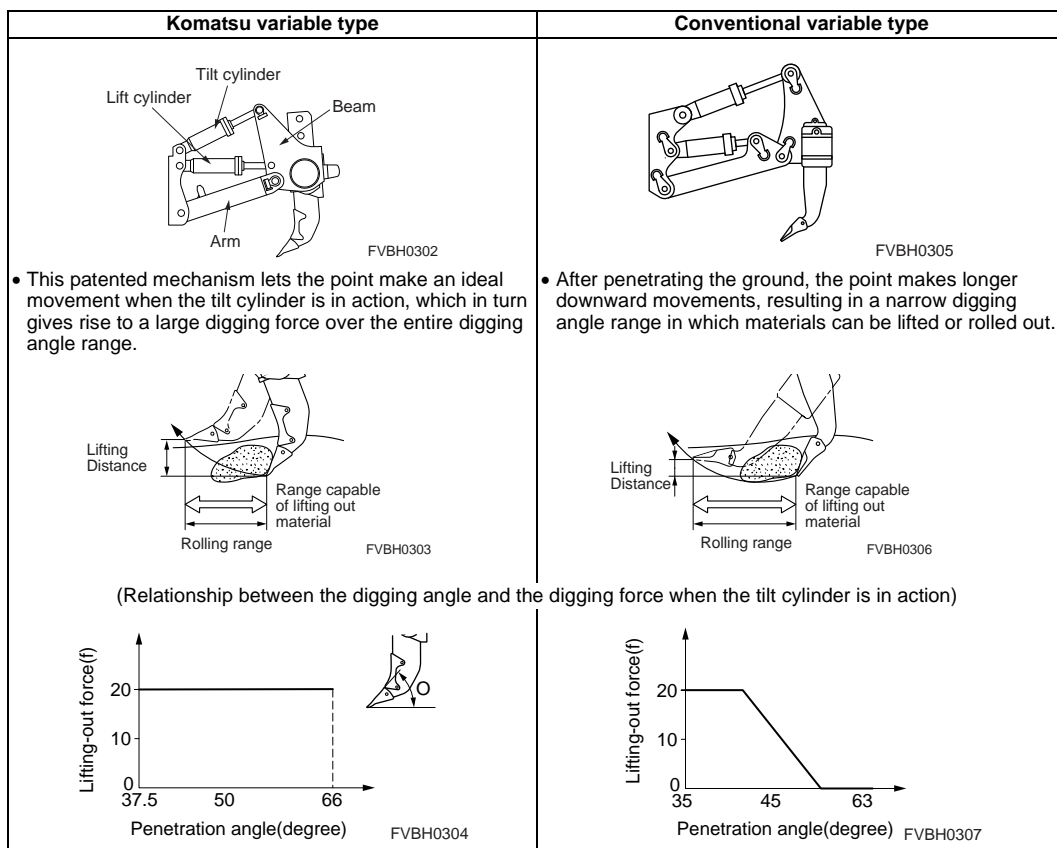 Komatsu variable type
Conventional variable type
Tilt cylinder
Lift cylinder
Beam
Arm
FVBH0302
• This patented mechanism lets the point make an ideal
movement when the tilt cylinder is in action, which in turn
gives rise to a large digging force over the entire digging
angle range.
Lifting
Distance
Range capable
of lifting out
material
Rolling range
FVBH0303
FVBH0305
• After penetrating the ground, the point makes longer
downward movements, resulting in a narrow digging
angle range in which materials can be lifted or rolled out.
Lifting
Distance
Range capable
of lifting out
material
Rolling range
FVBH0306
(Relationship between the digging angle and the digging force when the tilt cylinder is in action)
Lifting-out force(f)
20
10
0
37.5 50 66
Penetration angle(degree)
O
FVBH0304
Lifting-out force(f)
20
10
0
35 45 63
Penetration angle(degree)
FVBH0307